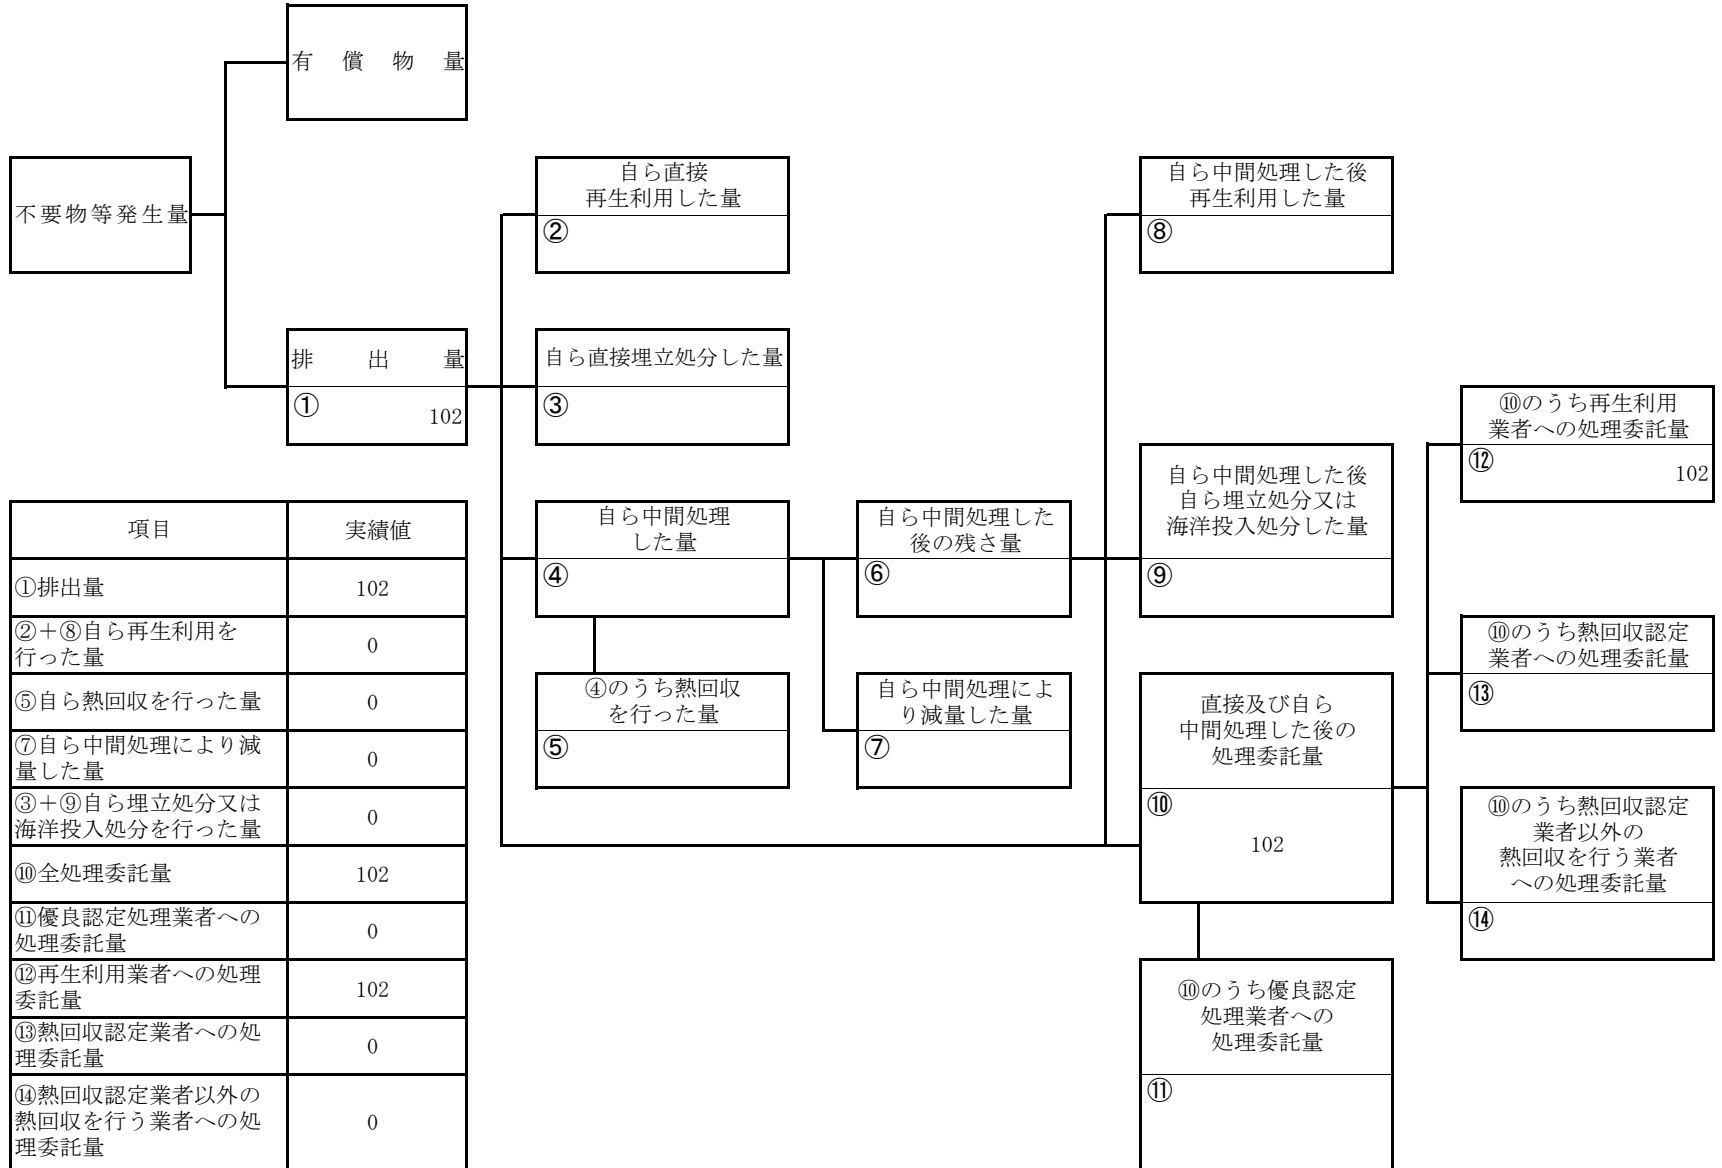 有償物量
不要物等発生量
自ら直接
再生利用した量
②
自ら中間処理した後
再生利用した量
⑧
排出量
①
102
自ら直接埋立処分した量
③
⑩のうち再生利用
業者への処理委託量
⑫
102
自ら中間処理した後
自ら埋立処分又は
海洋投入処分した量
⑨
自ら中間処理
した量
④
自ら中間処理した
後の残さ量
⑥
⑩のうち熱回収認定
業者への処理委託量
⑬
④のうち熱回収
を行った量
⑤
自ら中間処理によ
り減量した量
⑦
直接及び自ら
中間処理した後の
処理委託量
⑩
102
⑩のうち熱回収認定
業者以外の
熱回収を行う業者
への処理委託量
⑭
⑩のうち優良認定
処理業者への
処理委託量
⑪
項目 実績値
①排出量 102
②+⑧自ら再生利用を
行った量 0
⑤自ら熱回収を行った量 0
⑦自ら中間処理により減
量した量 0
③+⑨自ら埋立処分又は
海洋投入処分を行った量 0
⑩全処理委託量 102
⑪優良認定処理業者への
処理委託量 0
⑫再生利用業者への処理
委託量 102
⑬熱回収認定業者への処
理委託量 0
⑭熱回収認定業者以外の
熱回収を行う業者への処
理委託量 0